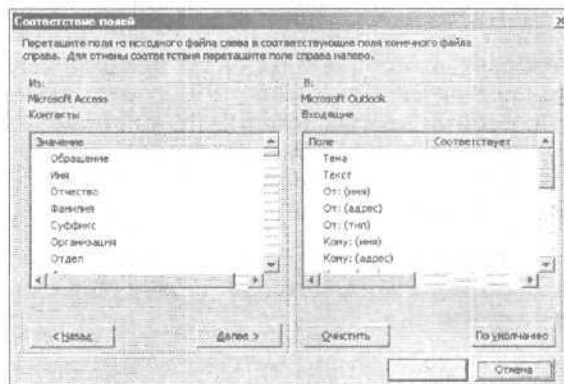 Соответствие полей
Перетащите поля из исходного файла слева в соответствующие поля конечного файла
справа. Для отмены соответствия перетащите поле справа налево.
Из:
Microsoft Access
Контакты
Значение
Обращение
Имя
Отчество
Фамилия
Суффикс
Организация
Отдел
< Назад
Далее >
В:
Microsoft Outlook
Входящие
Поле Соответствует
Тема
Текст
От: (имя)
От: (адрес)
От: (тип)
Кому: (имя)
Кому: (адрес)
Очистить
По умолчанию
Отмена